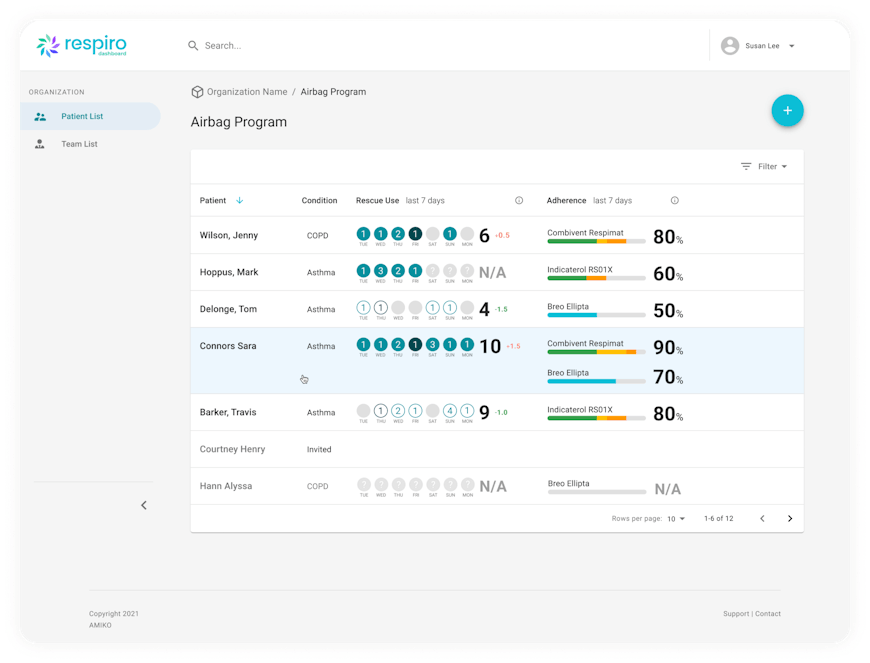 respiro
dashboard
Search...
Susan Lee
ORGANIZATION
Patient List
Team List
Organization Name / Airbag Program
Airbag Program
+
Filter
Patient Condition Rescue Use last 7 days Adherence last 7 days
Wilson, Jenny COPD 1 1 2 1 1 6 +0.5 Combivent Respimat 80%
TUE WED THU FRI SAT SUN MON
Hoppus, Mark Asthma 1 3 2 1 ? ? ? N/A Indicaterol RS01X 60%
TUE WED THU FRI SAT SUN MON
Delonge, Tom Asthma 1 1 1 1 4 -1.5 Breo Ellipta 50%
TUE THU WED FRI SAT SUN MON
Connors Sara Asthma 1 1 2 1 3 1 1 10 +1.5 Combivent Respimat 90%
TUE WED THU FRI SAT SUN MON
Breo Ellipta 70%
Barker, Travis Asthma 1 2 1 4 1 9 -1.0 Indicaterol RS01X 80%
TUE THU WED FRI SAT SUN MON
Courtney Henry Invited
Hann Alyssa COPD ? ? ? ? ? ? ? N/A Breo Ellipta N/A
TUE WED THU FRI SAT SUN MON
Rows per page: 10 1-6 of 12
Copyright 2021
AMIKO
Support | Contact